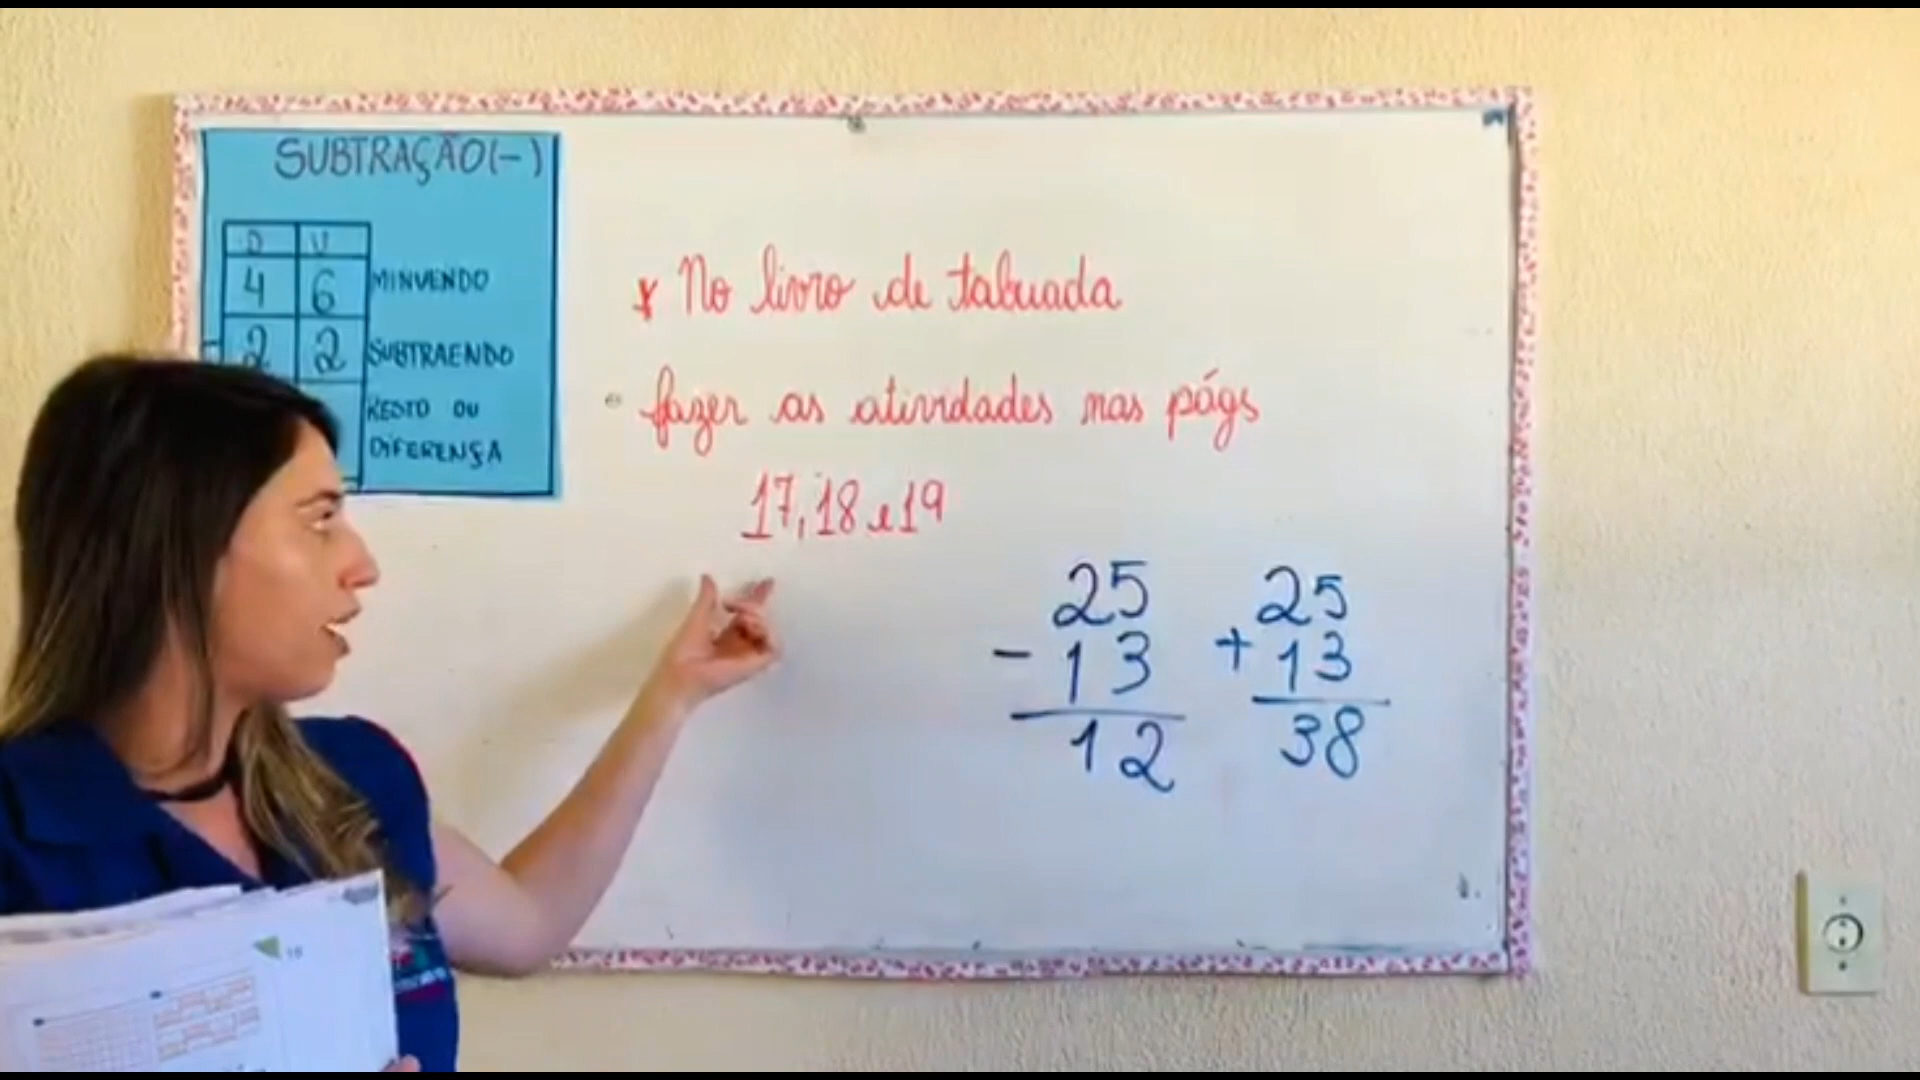 SUBTRAÇÃO (-)
D U
4 6 MINUENDO
2 2 SUBTRAENDO
RESTO OU
DIFERENÇA
* No livro de tabuada
- fazer as atividades nas págs
17, 18 e 19
25
- 13
12
25
+ 13
38